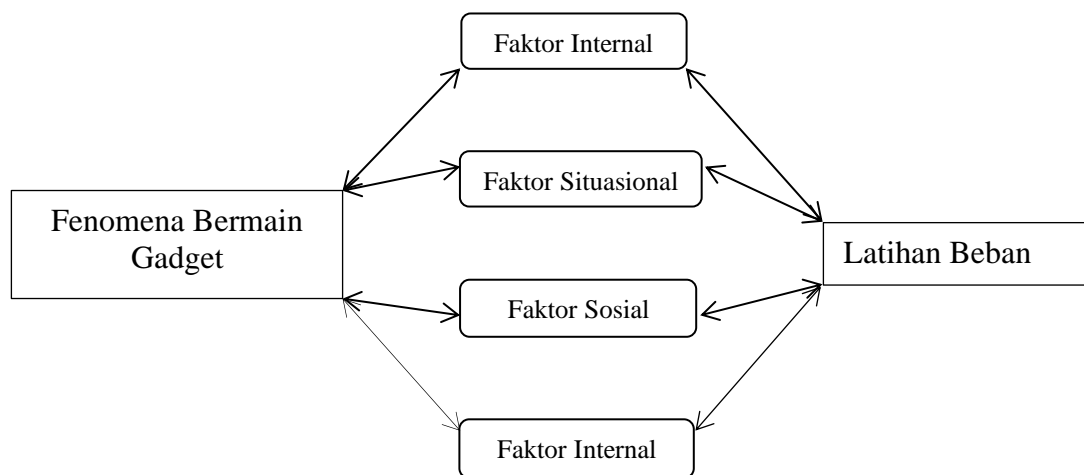 Faktor Internal
Faktor Situasional
Fenomena Bermain
Gadget
Latihan Beban
Faktor Sosial
Faktor Internal